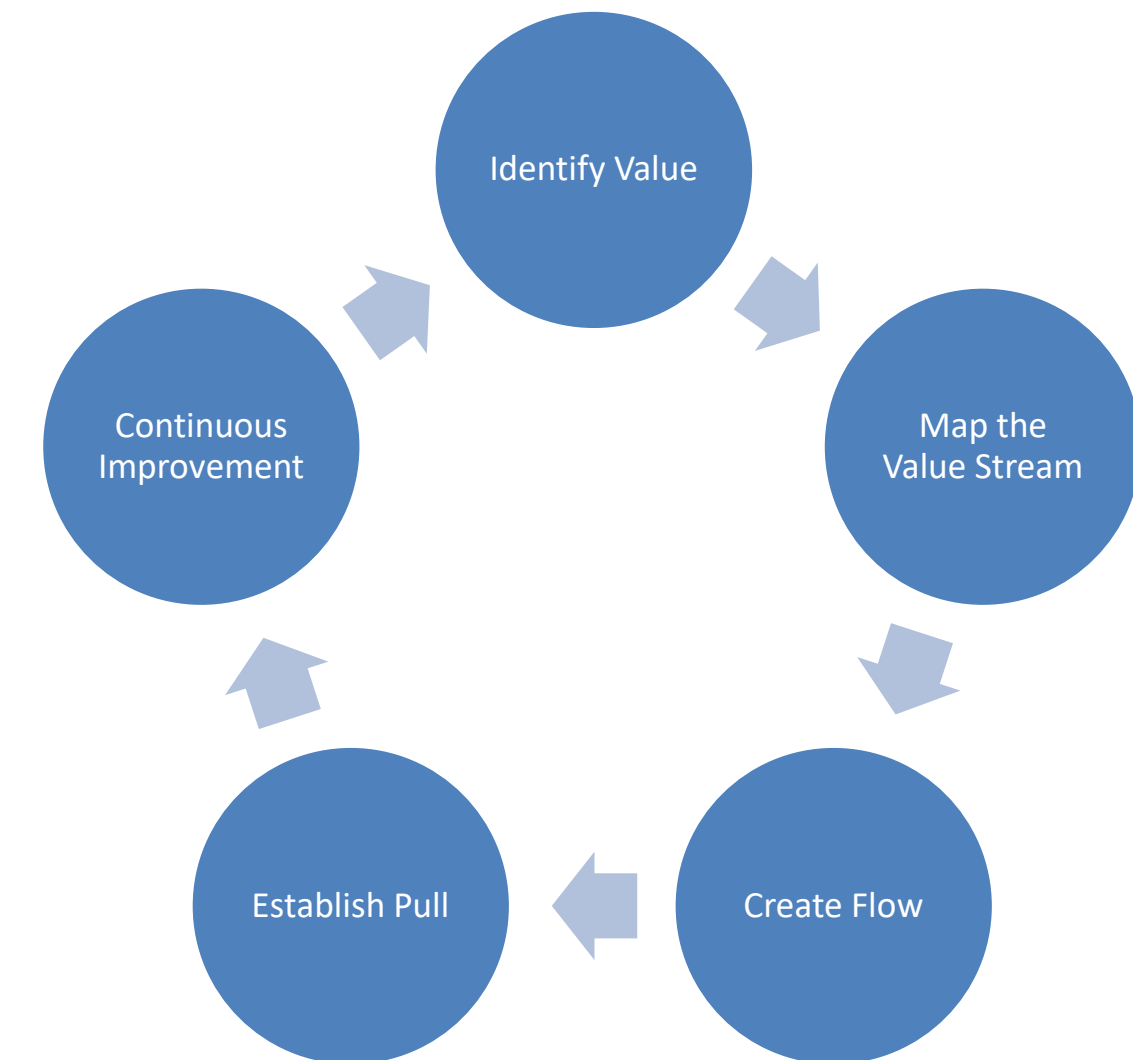 Identify Value
Map the
Value Stream
Create Flow
Establish Pull
Continuous
Improvement